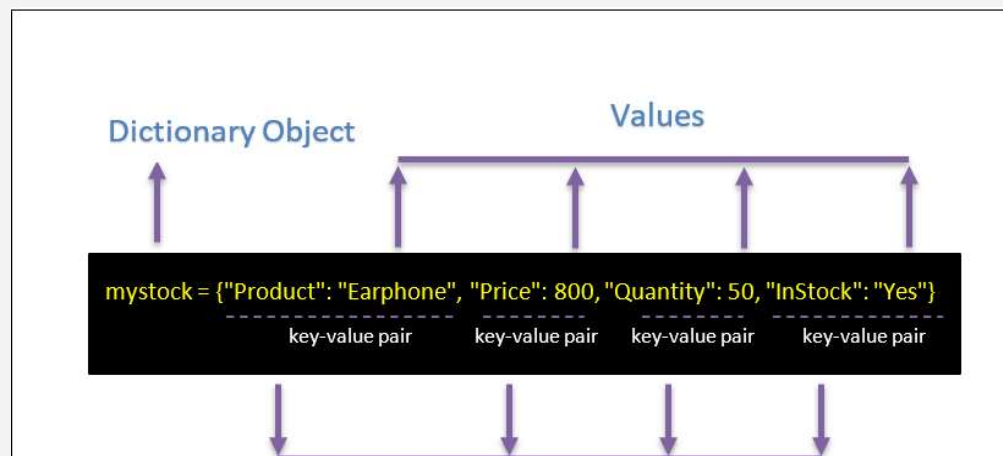 Dictionary Object
Values
mystock = {"Product": "Earphone", "Price": 800, "Quantity": 50, "InStock": "Yes"}
key-value pair key-value pair key-value pair key-value pair